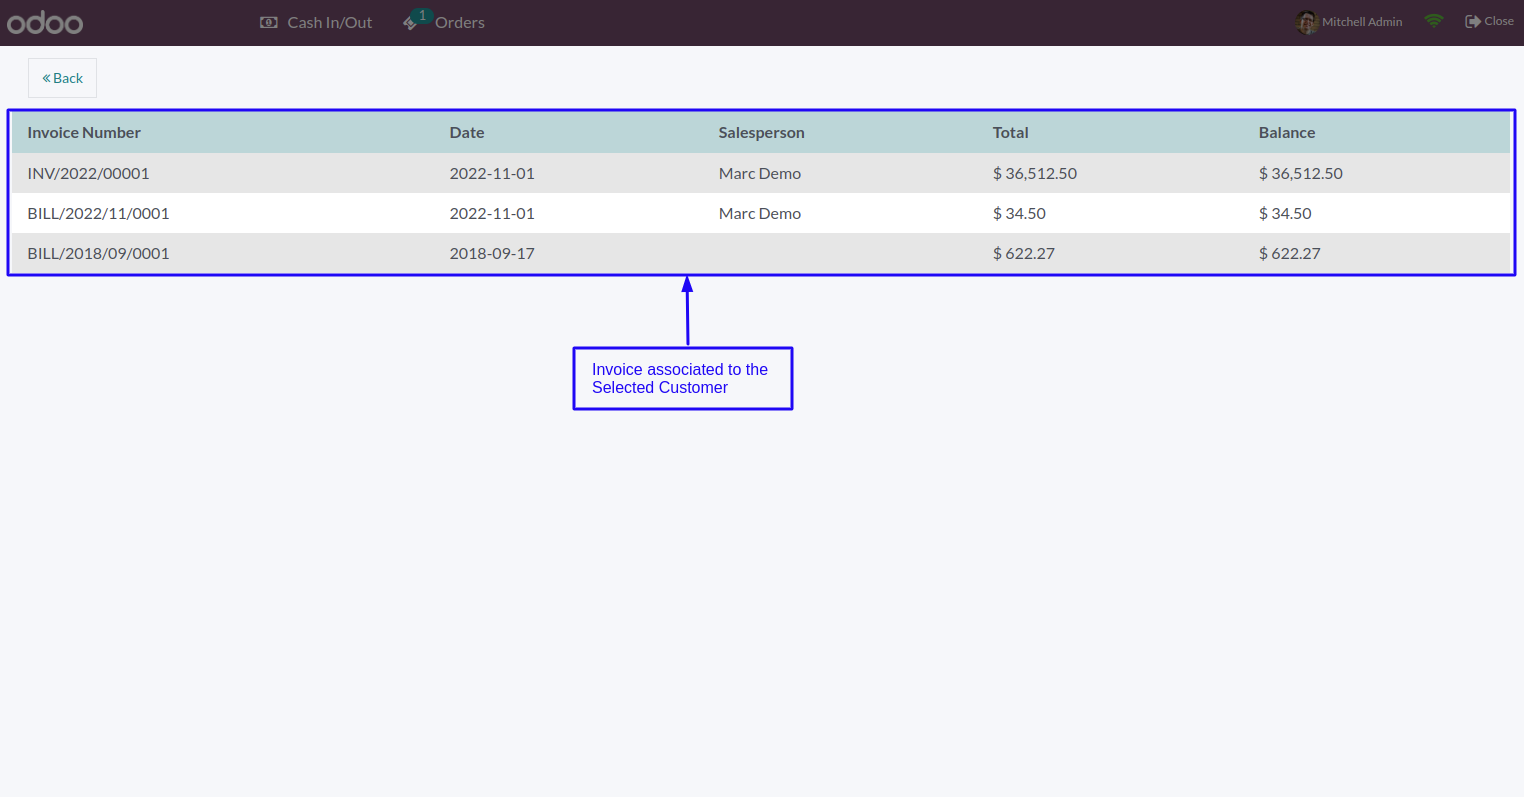 odoo Cash In/Out 1 Orders Mitchell Admin Close
« Back
Invoice Number Date Salesperson Total Balance
INV/2022/00001 2022-11-01 Marc Demo $ 36,512.50 $ 36,512.50
BILL/2022/11/0001 2022-11-01 Marc Demo $ 34.50 $ 34.50
BILL/2018/09/0001 2018-09-17 $ 622.27 $ 622.27
Invoice associated to the
Selected Customer